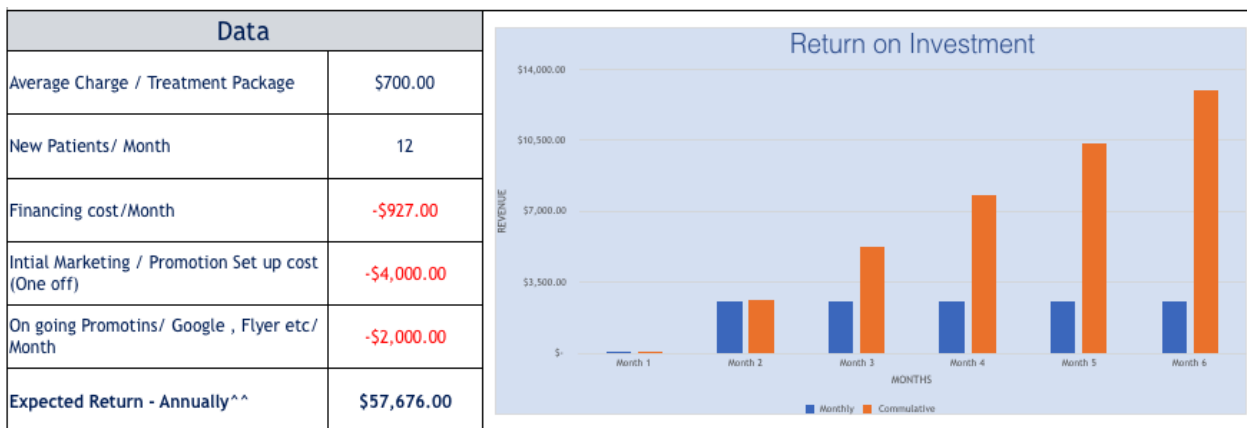 Data
Average Charge / Treatment Package
$700.00
New Patients/ Month
12
Financing cost/Month
-$927.00
Intial Marketing / Promotion Set up cost
(One off)
-$4,000.00
On going Promotins/ Google , Flyer etc/
Month
-$2,000.00
Expected Return - Annually^^
$57,676.00
Return on Investment
$14,000.00
$10,500.00
$7,000.00
$3,500.00
$-
REVENUE
Month 1
Month 2
Month 3
Month 4
Month 5
Month 6
MONTHS
Monthly
Commulative